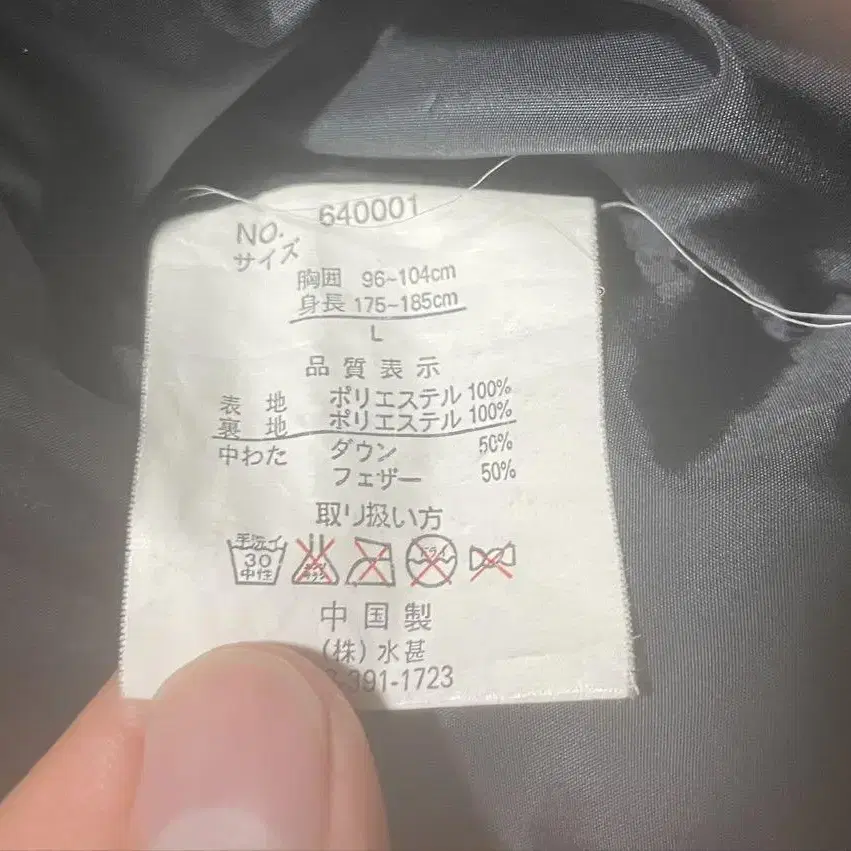 NO. 640001
サイズ
胸囲 96~104cm
身長 175~185cm
L
品質表示
表地 ポリエステル 100%
裏地 ポリエステル 100%
中わた ダウン 50%
フェザー 50%
取り扱い方
手洗イ
30
中性
ドライ
中国製
(株)水甚
-391-1723